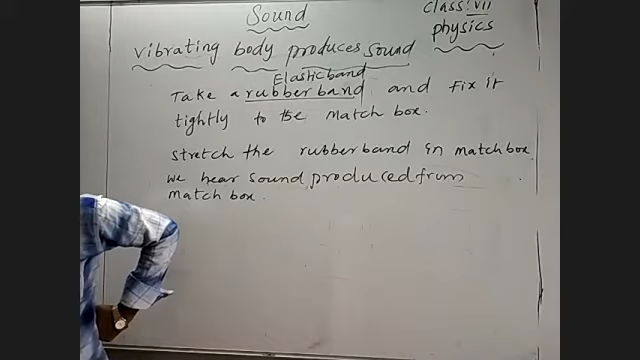 Sound
Class: VII
physics
vibrating body produces sound
Elastic band
Take a rubber band and fix it
tightly to the match box.
stretch the rubber band in match box.
we hear sound produced from
match box.